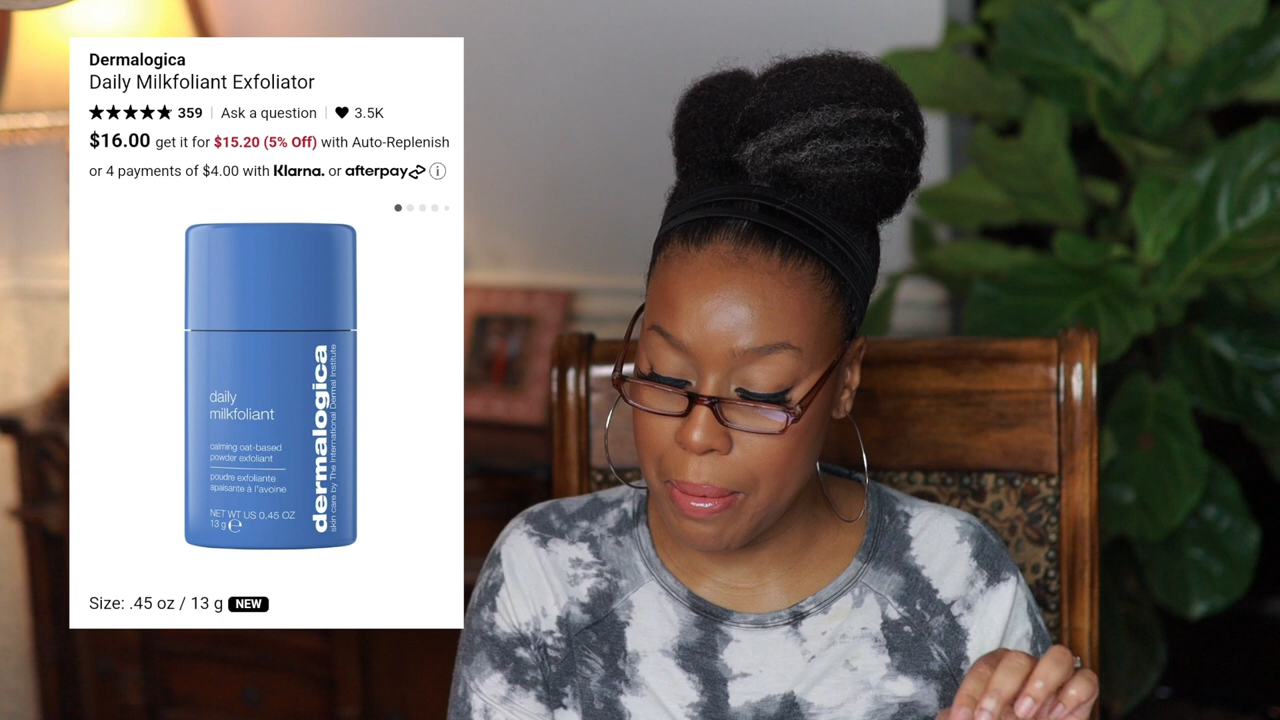 Dermalogica
Daily Milkfoliant Exfoliator
359 | Ask a question | 3.5K
$16.00 get it for $15.20 (5% Off) with Auto-Replenish
or 4 payments of $4.00 with Klarna. or afterpay
daily
milkfoliant
calming oat-based
powder exfoliant
poudre exfoliante
apaisante à l'avoine
NET WT US 0.45 OZ
13 g e
dermalogica
skin care by The International Dermal Institute
Size: .45 oz / 13 g NEW